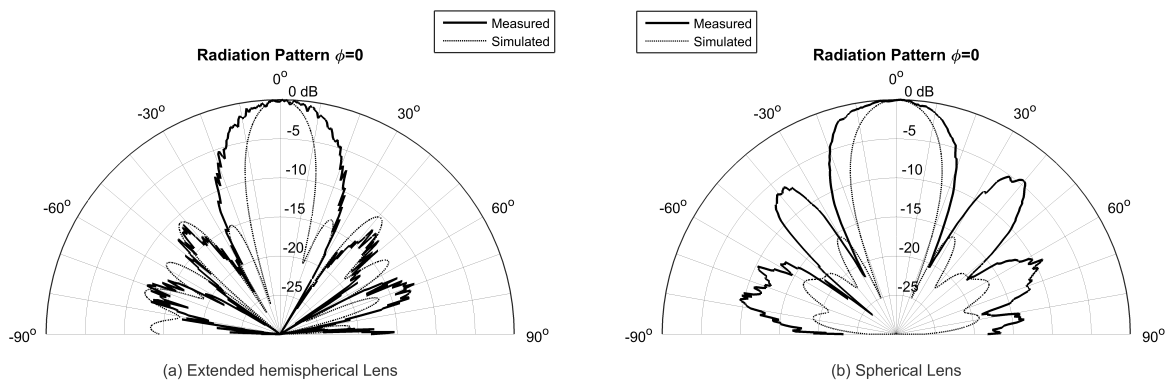 Measured
Simulated
Radiation Pattern ϕ=0
0°
0 dB
-30°
30°
-5
-10
-60°
60°
-15
-20
-25
-90°
90°
(a) Extended hemispherical Lens
Measured
Simulated
Radiation Pattern ϕ=0
0°
0 dB
-30°
30°
-5
-10
-60°
60°
-15
-20
-25
-90°
90°
(b) Spherical Lens